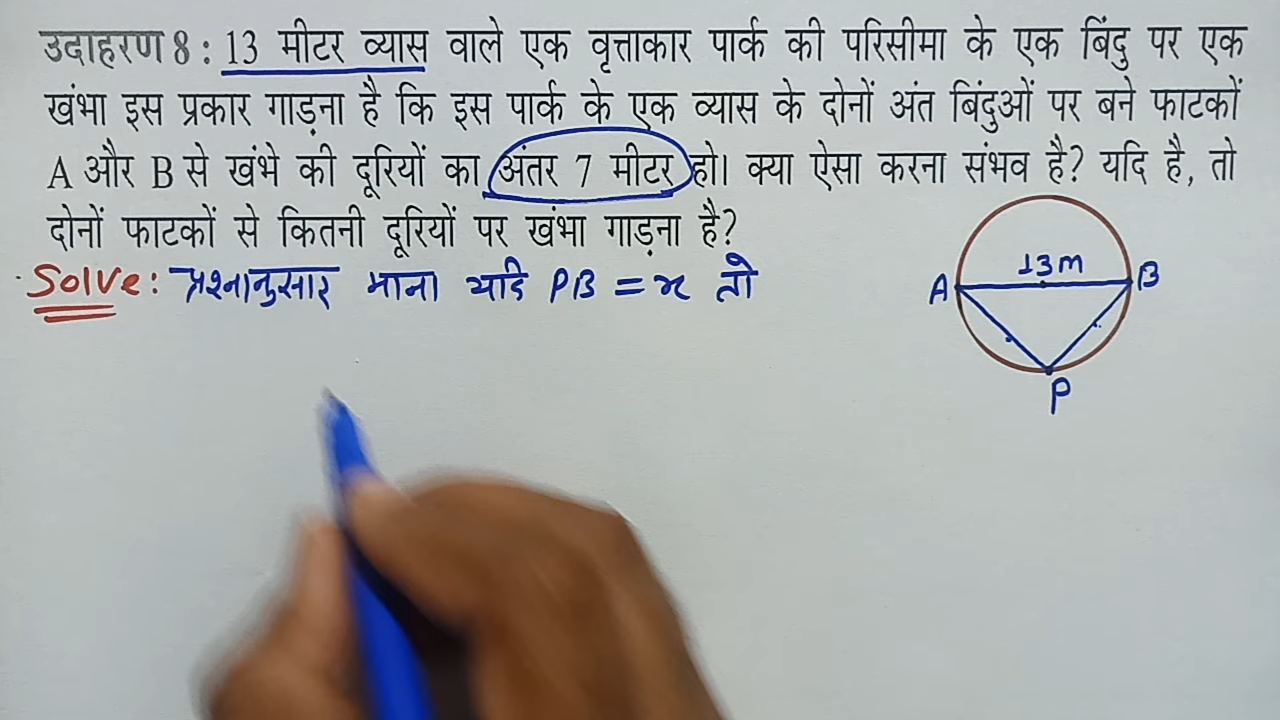 उदाहरण 8 : 13 मीटर व्यास वाले एक वृत्ताकार पार्क की परिसीमा के एक बिंदु पर एक
खंभा इस प्रकार गाड़ना है कि इस पार्क के एक व्यास के दोनों अंत बिंदुओं पर बने फाटकों
A और B से खंभे की दूरियों का अंतर 7 मीटर हो। क्या ऐसा करना संभव है? यदि है, तो
दोनों फाटकों से कितनी दूरियों पर खंभा गाड़ना है?
Solve: प्रश्नानुसार माना यदि PB = x तो
13m
A B
P